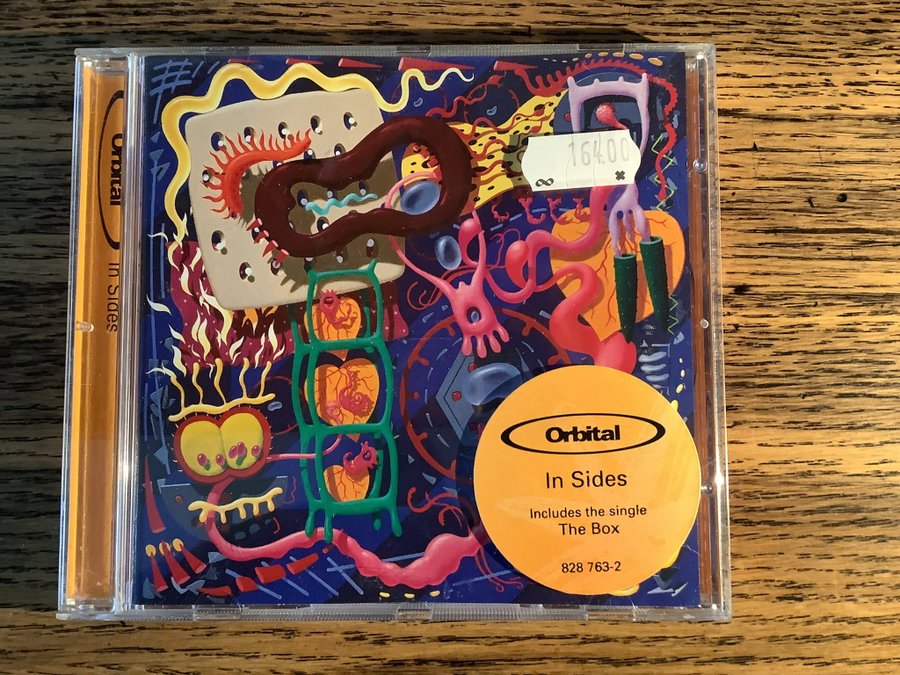 Orbital
In Sides
164.00
Orbital
In Sides
Includes the single
The Box
828 763-2